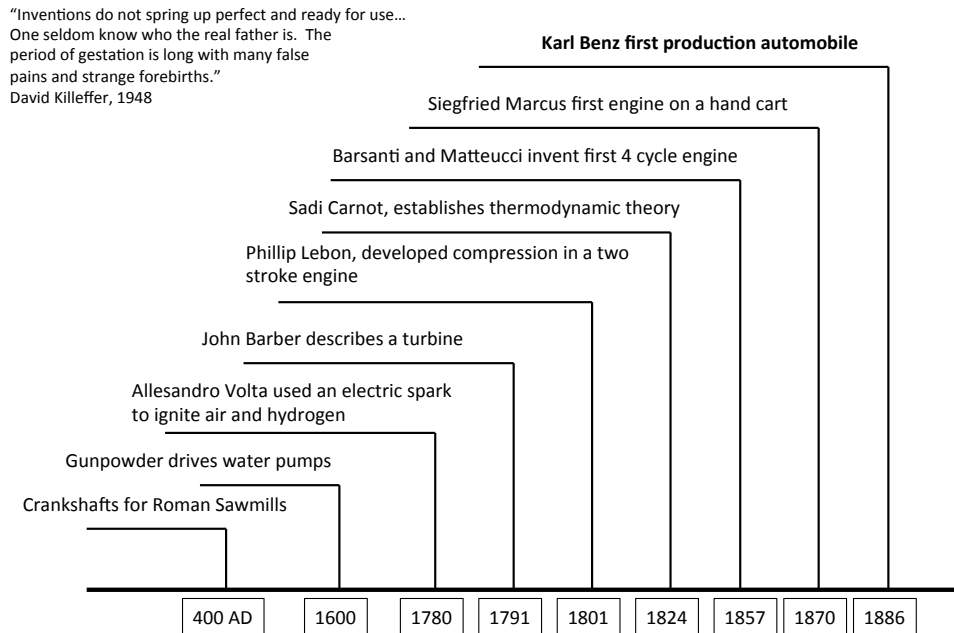 “Inventions do not spring up perfect and ready for use…
One seldom know who the real father is.  The
period of gestation is long with many false
pains and strange forebirths.”
David Killeffer, 1948
Karl Benz first production automobile
Siegfried Marcus first engine on a hand cart
Barsanti and Matteucci invent first 4 cycle engine
Sadi Carnot, establishes thermodynamic theory
Phillip Lebon, developed compression in a two
stroke engine
John Barber describes a turbine
Allesandro Volta used an electric spark
to ignite air and hydrogen
Gunpowder drives water pumps
Crankshafts for Roman Sawmills
400 AD 1600 1780 1791 1801 1824 1857 1870 1886